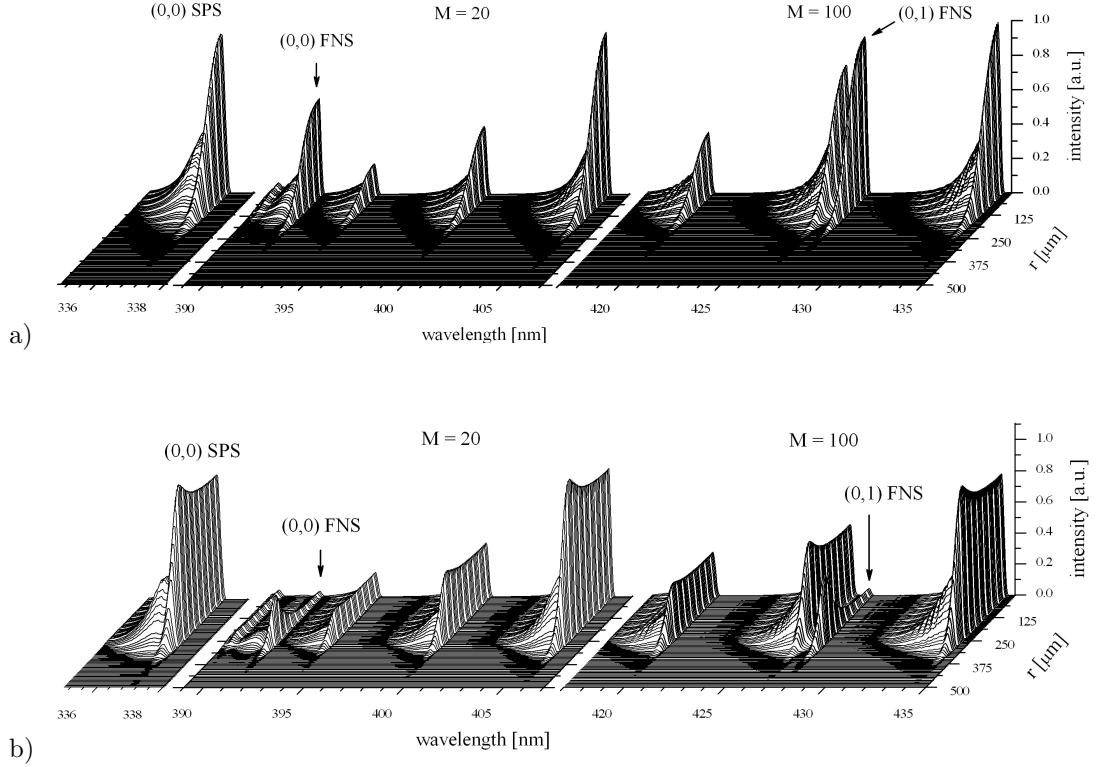 (0,0) SPS
M = 20
M = 100
(0,1) FNS
(0,0) FNS
1.0
0.8
0.6
0.4
0.2
0.0
intensity [a.u.]
125
250
375
500
r [μm]
336
338
390
395
400
405
420
425
430
435
wavelength [nm]
a)
(0,0) SPS
M = 20
M = 100
(0,0) FNS
(0,1) FNS
1.0
0.8
0.6
0.4
0.2
0.0
intensity [a.u.]
125
250
375
500
r [μm]
336
338
390
395
400
405
420
425
430
435
wavelength [nm]
b)